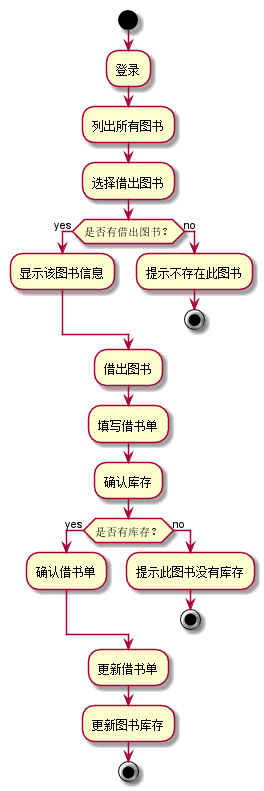 登录
列出所有图书
选择借出图书
yes
是否有借出图书？
no
显示该图书信息
提示不存在此图书
借出图书
填写借书单
确认库存
yes
是否有库存？
no
确认借书单
提示此图书没有库存
更新借书单
更新图书库存